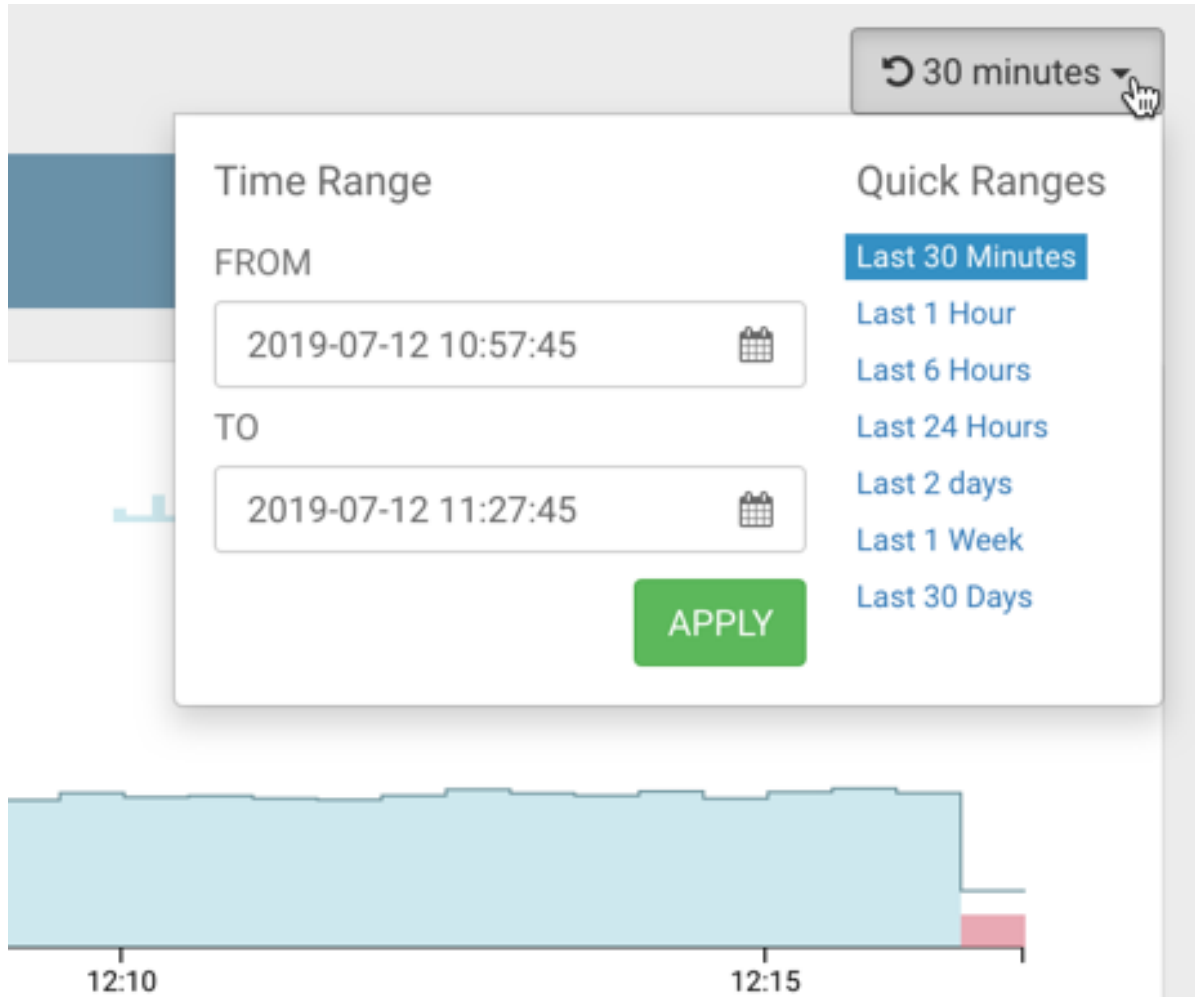 30 minutes
Time Range
FROM
2019-07-12 10:57:45
TO
2019-07-12 11:27:45
APPLY
Quick Ranges
Last 30 Minutes
Last 1 Hour
Last 6 Hours
Last 24 Hours
Last 2 days
Last 1 Week
Last 30 Days
12:10
12:15